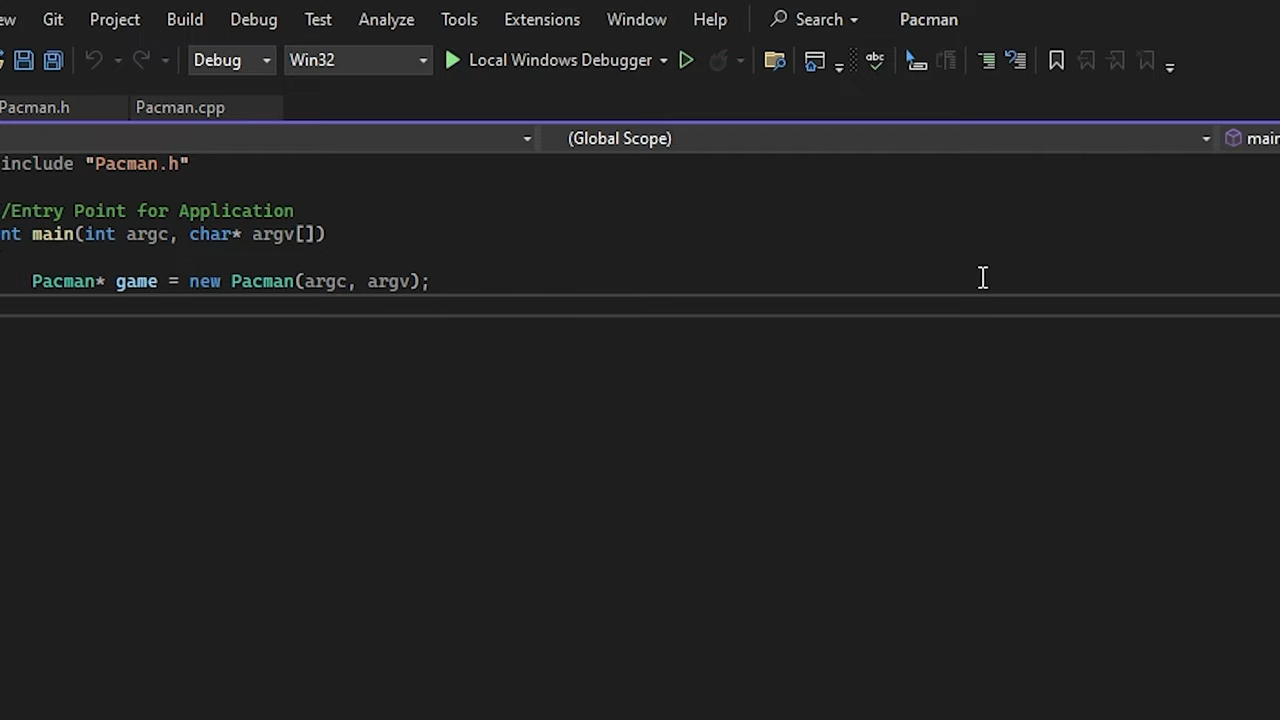 ew Git Project Build Debug Test Analyze Tools Extensions Window Help Search Pacman
Debug Win32 Local Windows Debugger abc
Pacman.h Pacman.cpp
(Global Scope) main
include "Pacman.h"
/Entry Point for Application
nt main(int argc, char* argv[])
Pacman* game = new Pacman(argc, argv);